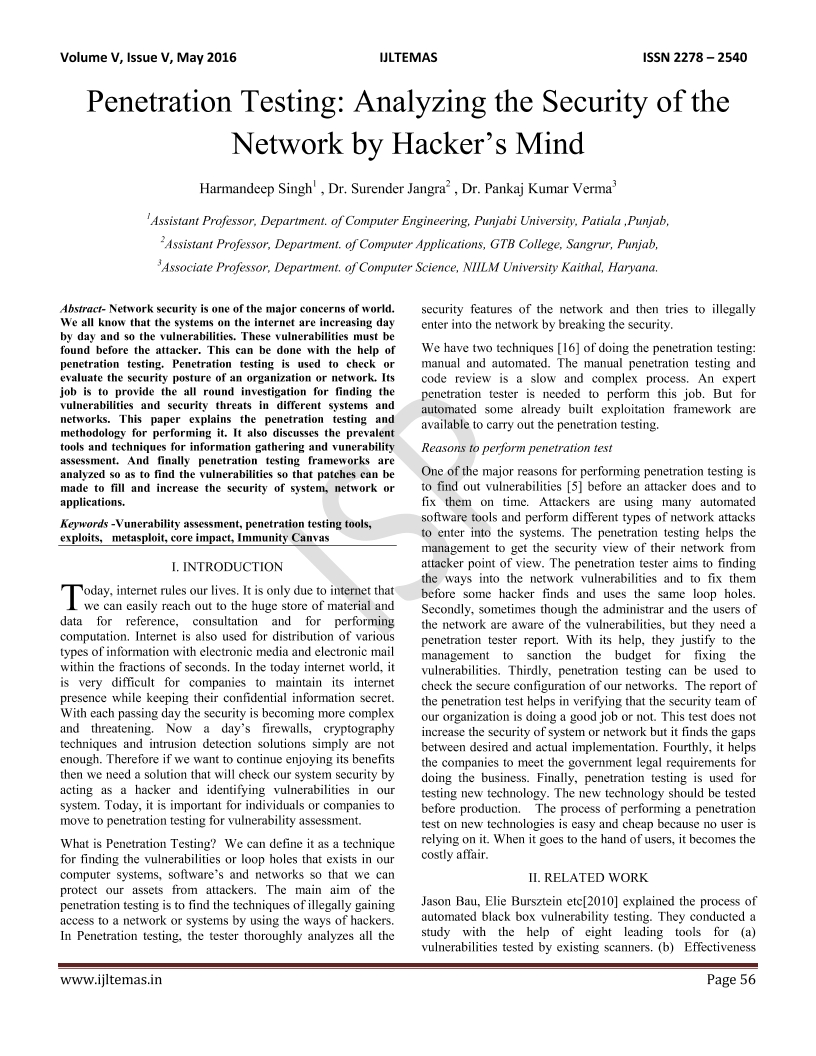 Volume V, Issue V, May 2016 IJLTEMAS ISSN 2278 – 2540
Penetration Testing: Analyzing the Security of the
Network by Hacker's Mind
Harmandeep Singh1 , Dr. Surender Jangra2 , Dr. Pankaj Kumar Verma3
1Assistant Professor, Department. of Computer Engineering, Punjabi University, Patiala ,Punjab,
2Assistant Professor, Department. of Computer Applications, GTB College, Sangrur, Punjab,
3Associate Professor, Department. of Computer Science, NIILM University Kaithal, Haryana.
Abstract- Network security is one of the major concerns of world.
We all know that the systems on the internet are increasing day
by day and so the vulnerabilities. These vulnerabilities must be
found before the attacker. This can be done with the help of
penetration testing. Penetration testing is used to check or
evaluate the security posture of an organization or network. Its
job is to provide the all round investigation for finding the
vulnerabilities and security threats in different systems and
networks. This paper explains the penetration testing and
methodology for performing it. It also discusses the prevalent
tools and techniques for information gathering and vunerability
assessment. And finally penetration testing frameworks are
analyzed so as to find the vulnerabilities so that patches can be
made to fill and increase the security of system, network or
applications.
Keywords -Vunerability assessment, penetration testing tools,
exploits, metasploit, core impact, Immunity Canvas
I. INTRODUCTION
Today, internet rules our lives. It is only due to internet that
we can easily reach out to the huge store of material and
data for reference, consultation and for performing
computation. Internet is also used for distribution of various
types of information with electronic media and electronic mail
within the fractions of seconds. In the today internet world, it
is very difficult for companies to maintain its internet
presence while keeping their confidential information secret.
With each passing day the security is becoming more complex
and threatening. Now a day's firewalls, cryptography
techniques and intrusion detection solutions simply are not
enough. Therefore if we want to continue enjoying its benefits
then we need a solution that will check our system security by
acting as a hacker and identifying vulnerabilities in our
system. Today, it is important for individuals or companies to
move to penetration testing for vulnerability assessment.
What is Penetration Testing? We can define it as a technique
for finding the vulnerabilities or loop holes that exists in our
computer systems, software's and networks so that we can
protect our assets from attackers. The main aim of the
penetration testing is to find the techniques of illegally gaining
access to a network or systems by using the ways of hackers.
In Penetration testing, the tester thoroughly analyzes all the
security features of the network and then tries to illegally
enter into the network by breaking the security.
We have two techniques [16] of doing the penetration testing:
manual and automated. The manual penetration testing and
code review is a slow and complex process. An expert
penetration tester is needed to perform this job. But for
automated some already built exploitation framework are
available to carry out the penetration testing.
Reasons to perform penetration test
One of the major reasons for performing penetration testing is
to find out vulnerabilities [5] before an attacker does and to
fix them on time. Attackers are using many automated
software tools and perform different types of network attacks
to enter into the systems. The penetration testing helps the
management to get the security view of their network from
attacker point of view. The penetration tester aims to finding
the ways into the network vulnerabilities and to fix them
before some hacker finds and uses the same loop holes.
Secondly, sometimes though the administrar and the users of
the network are aware of the vulnerabilities, but they need a
penetration tester report. With its help, they justify to the
management to sanction the budget for fixing the
vulnerabilities. Thirdly, penetration testing can be used to
check the secure configuration of our networks. The report of
the penetration test helps in verifying that the security team of
our organization is doing a good job or not. This test does not
increase the security of system or network but it finds the gaps
between desired and actual implementation. Fourthly, it helps
the companies to meet the government legal requirements for
doing the business. Finally, penetration testing is used for
testing new technology. The new technology should be tested
before production. The process of performing a penetration
test on new technologies is easy and cheap because no user is
relying on it. When it goes to the hand of users, it becomes the
costly affair.
II. RELATED WORK
Jason Bau, Elie Bursztein etc[2010] explained the process of
automated black box vulnerability testing. They conducted a
study with the help of eight leading tools for (a)
vulnerabilities tested by existing scanners. (b) Effectiveness
www.ijltemas.in Page 56